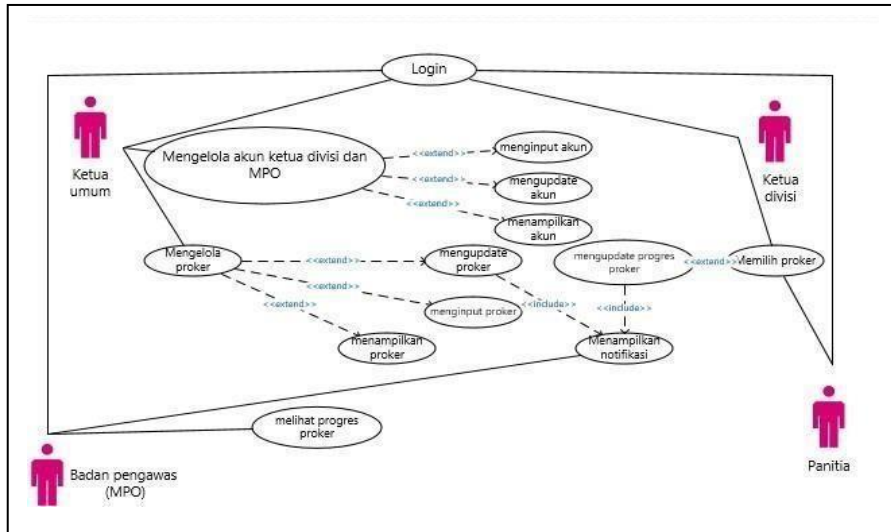 Login
Ketua
umum
Mengelola akun ketua divisi dan
MPO
<<extend>>
menginput akun
<<extend>>
mengupdate
akun
<<extend>>
menampilkan
akun
Ketua
divisi
Mengelola
proker
<<extend>>
mengupdate
proker
mengupdate progres
proker
<<extend>>
Memilih proker
<<extend>>
menginput proker
<<include>>
<<include>>
menampilkan
proker
Menampilkan
notifikasi
melihat progres
proker
Badan pengawas
(MPO)
Panitia